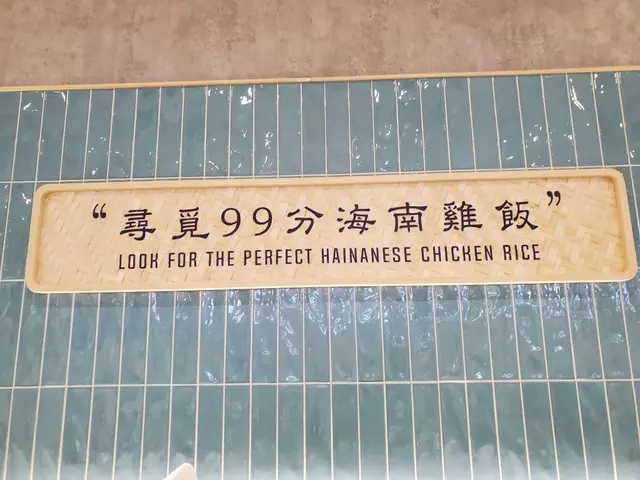 “尋覓99分海南雞飯”
LOOK FOR THE PERFECT HAINANESE CHICKEN RICE